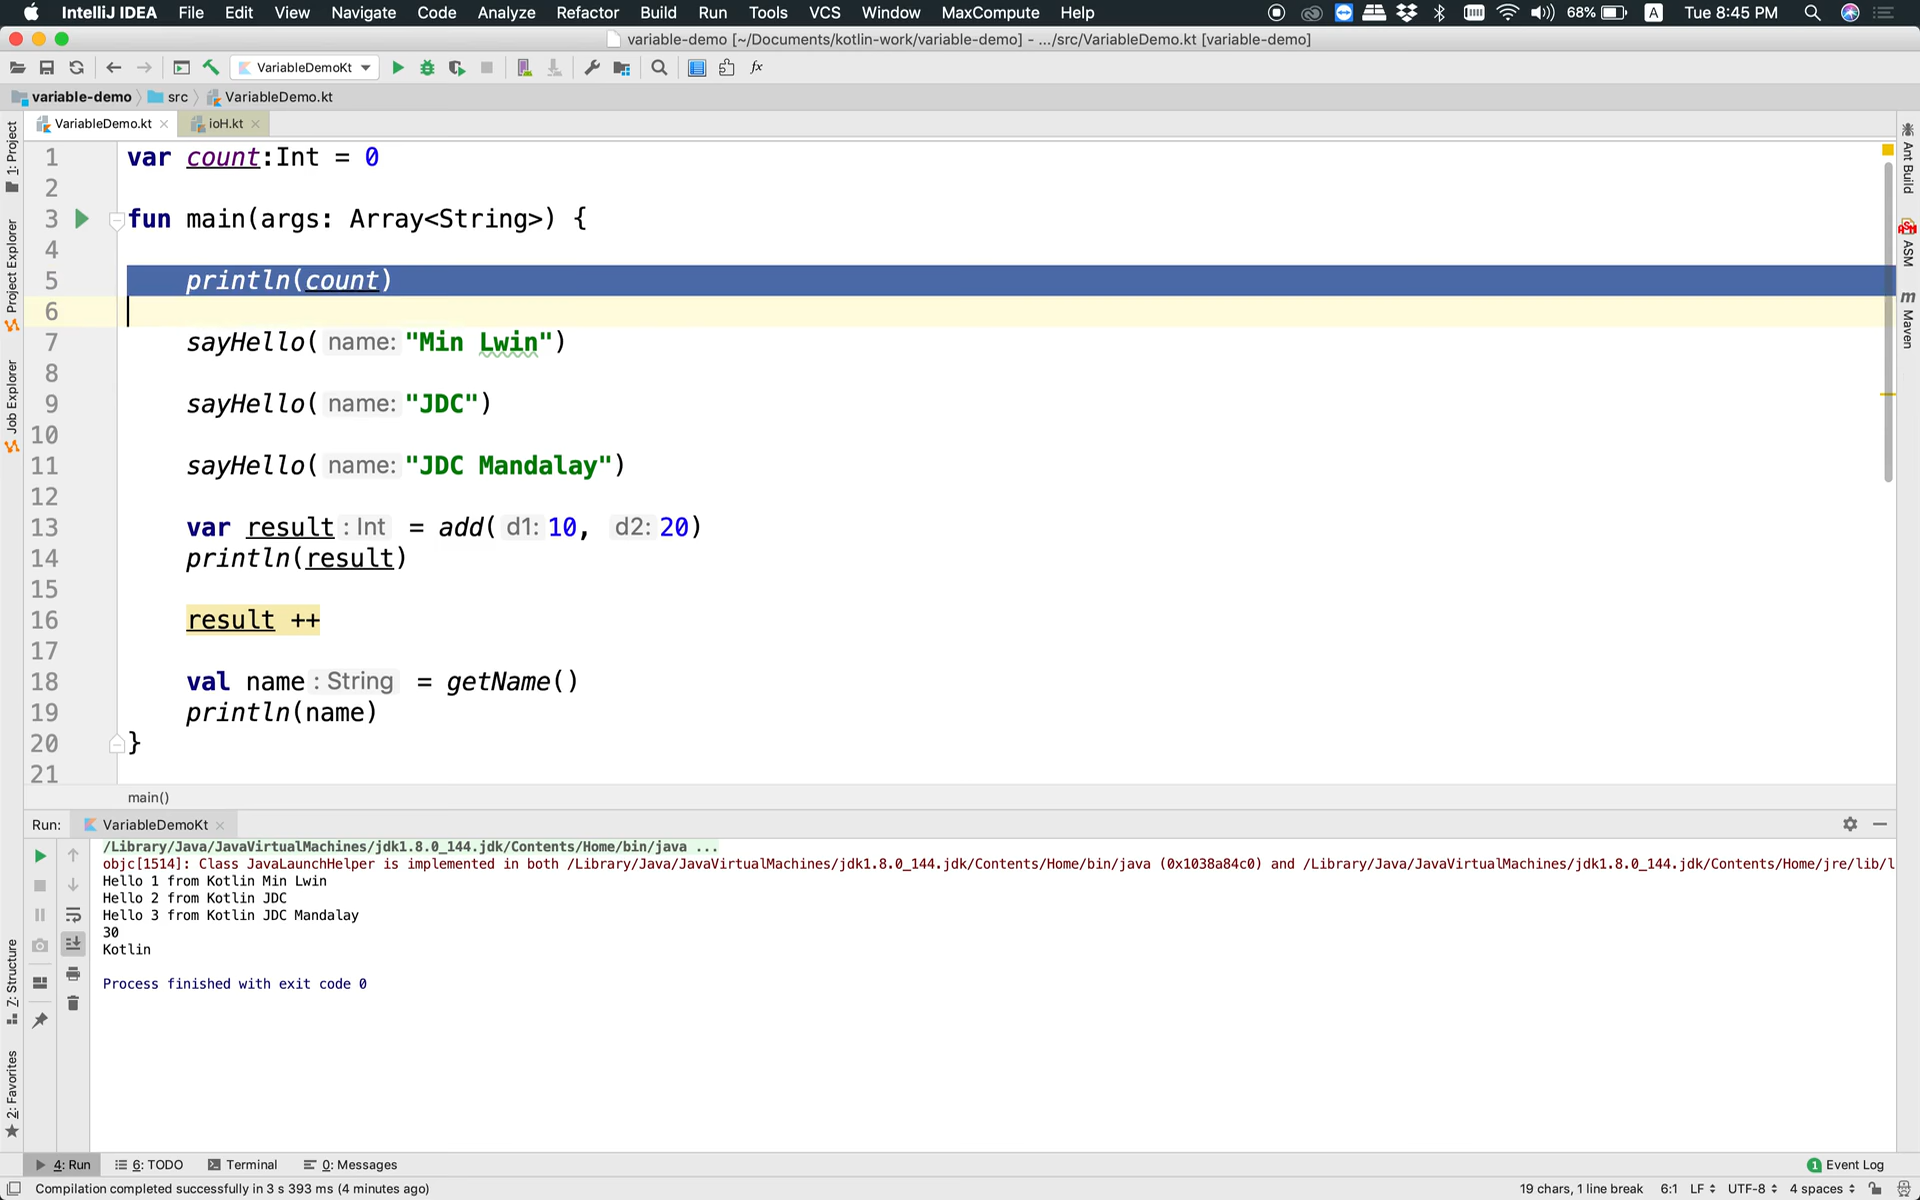 IntelliJ IDEA File Edit View Navigate Code Analyze Refactor Build Run Tools VCS Window MaxCompute Help 68% A Tue 8:45 PM
variable-demo [~/Documents/kotlin-work/variable-demo] - .../src/VariableDemo.kt [variable-demo]
VariableDemoKt
variable-demo src VariableDemo.kt
VariableDemo.kt ioH.kt
1 var count:Int = 0
2
3 fun main(args: Array<String>) {
4
5 println(count)
6
7 sayHello( name: "Min Lwin")
8
9 sayHello( name: "JDC")
10
11 sayHello( name: "JDC Mandalay")
12
13 var result : Int = add( d1: 10, d2: 20)
14 println(result)
15
16 result ++
17
18 val name : String = getName()
19 println(name)
20 }
21
main()
1: Project
Project Explorer
Job Explorer
Z: Structure
2: Favorites
Ant Build
ASM
ASM
m Maven
Run: VariableDemoKt
/Library/Java/JavaVirtualMachines/jdk1.8.0_144.jdk/Contents/Home/bin/java ...
objc[1514]: Class JavaLaunchHelper is implemented in both /Library/Java/JavaVirtualMachines/jdk1.8.0_144.jdk/Contents/Home/bin/java (0x1038a84c0) and /Library/Java/JavaVirtualMachines/jdk1.8.0_144.jdk/Contents/Home/jre/lib/l
Hello 1 from Kotlin Min Lwin
Hello 2 from Kotlin JDC
Hello 3 from Kotlin JDC Mandalay
30
Kotlin
Process finished with exit code 0
4: Run 6: TODO Terminal 0: Messages 1 Event Log
Compilation completed successfully in 3 s 393 ms (4 minutes ago) 19 chars, 1 line break 6:1 LF UTF-8 4 spaces